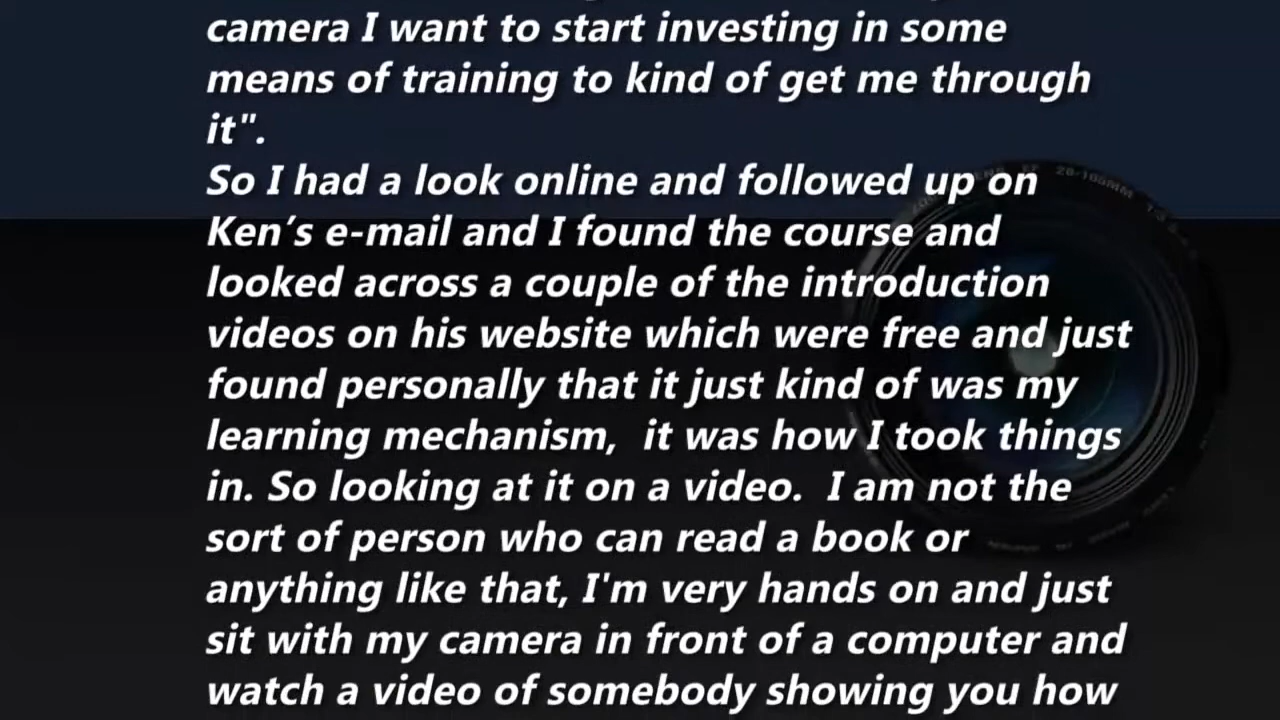 camera I want to start investing in some
means of training to kind of get me through
it".
So I had a look online and followed up on
Ken’s e-mail and I found the course and
looked across a couple of the introduction
videos on his website which were free and just
found personally that it just kind of was my
learning mechanism,  it was how I took things
in. So looking at it on a video.  I am not the
sort of person who can read a book or
anything like that, I'm very hands on and just
sit with my camera in front of a computer and
watch a video of somebody showing you how